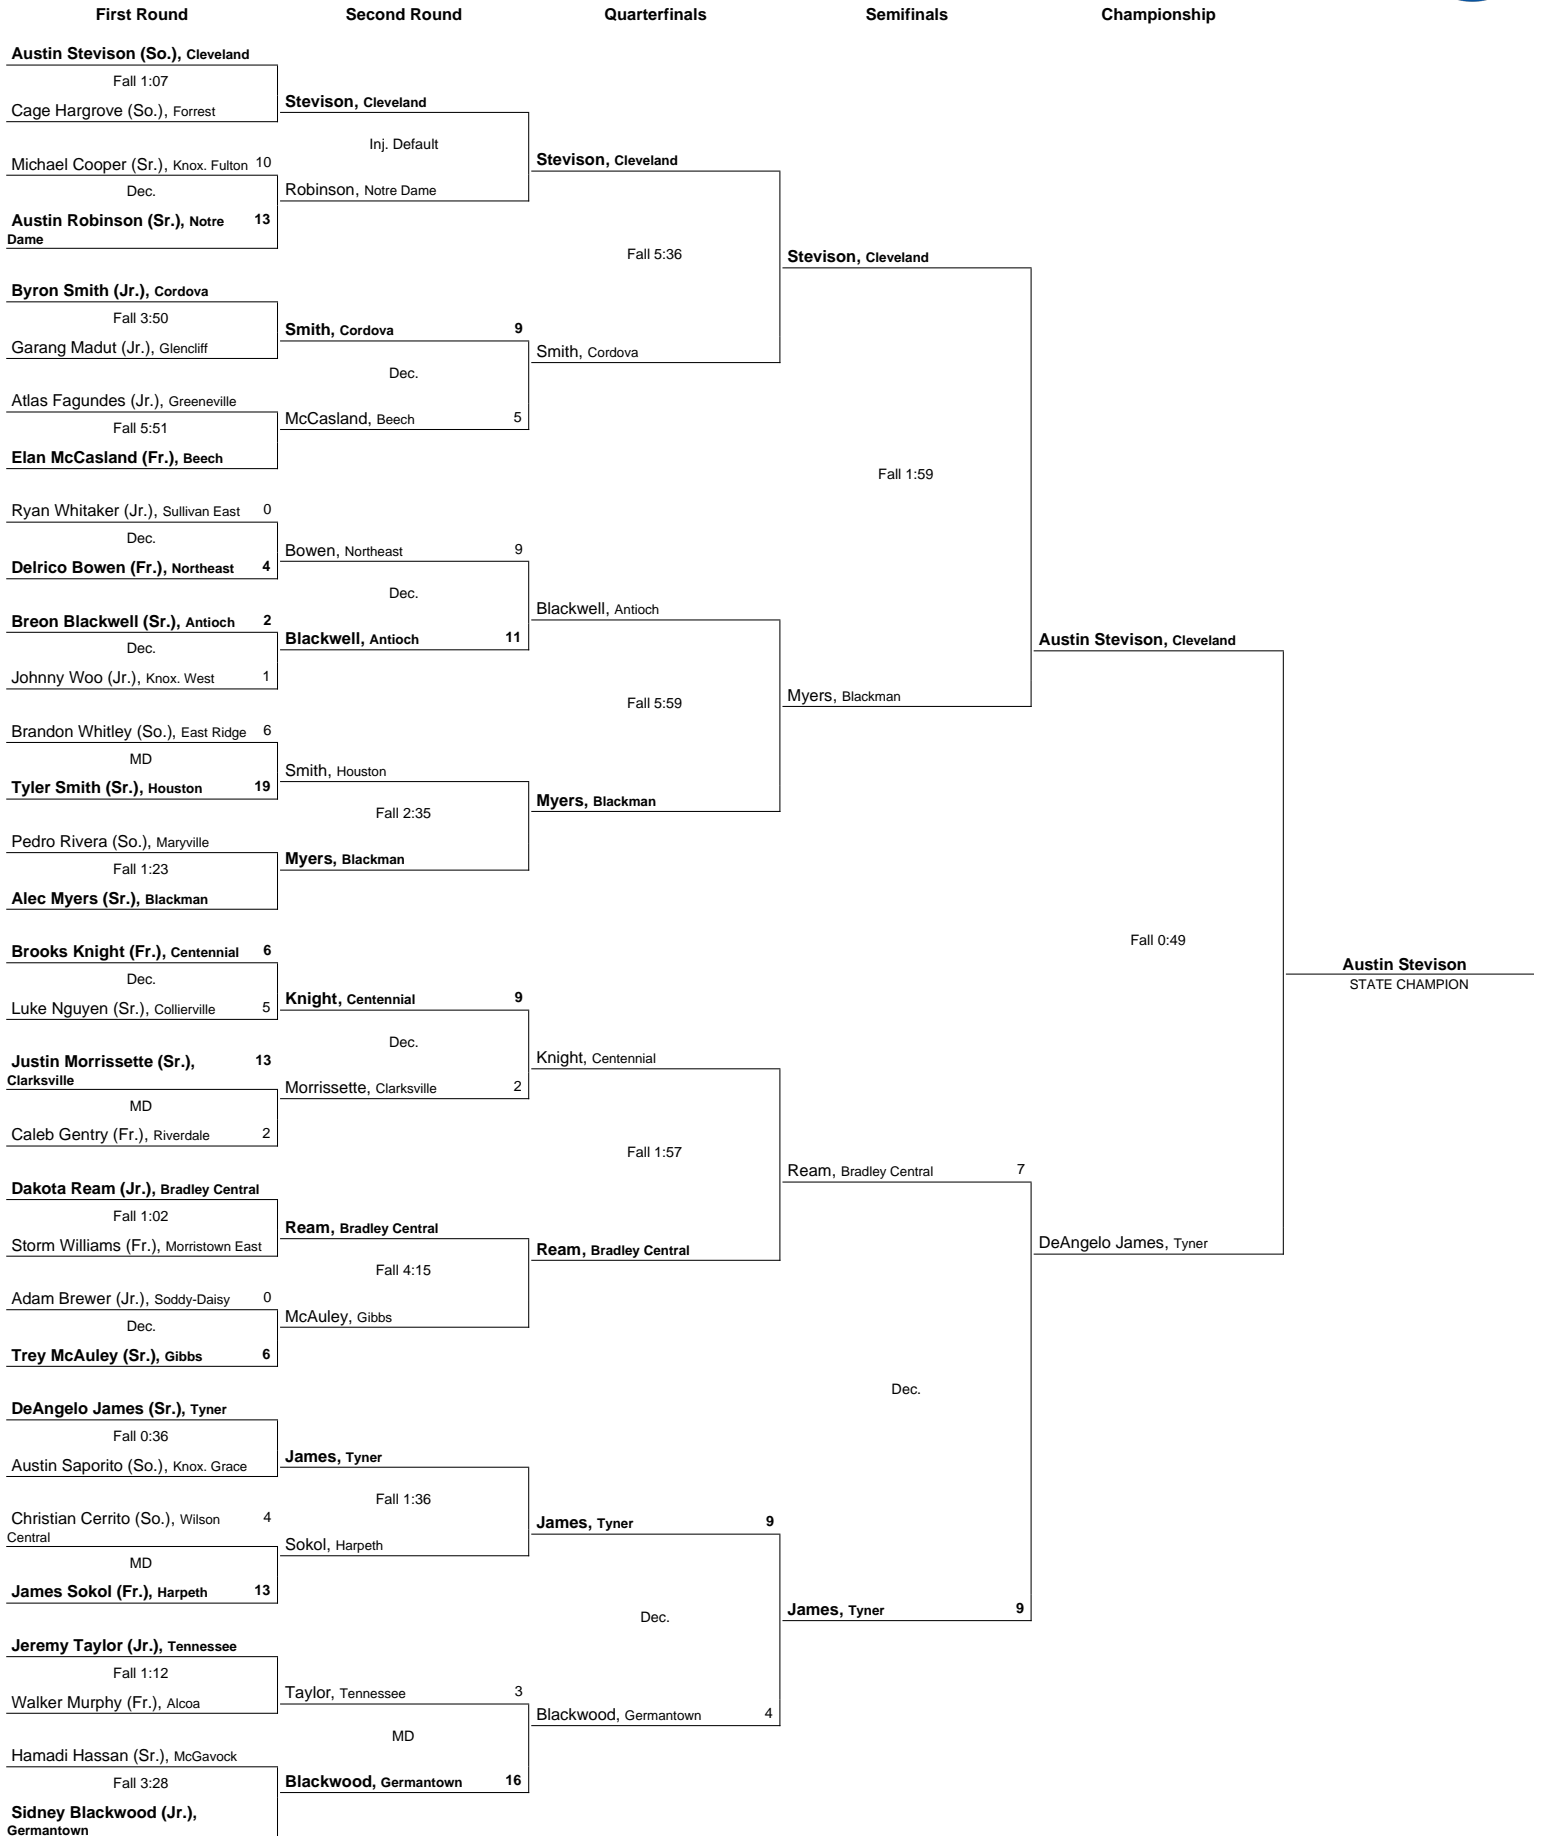 First Round
Second Round
Quarterfinals
Semifinals
Championship
Austin Stevison (So.), Cleveland
Fall 1:07
Cage Hargrove (So.), Forrest
Michael Cooper (Sr.), Knox. Fulton 10
Dec.
Austin Robinson (Sr.), Notre 13
Dame
Byron Smith (Jr.), Cordova
Fall 3:50
Garang Madut (Jr.), Glencliff
Atlas Fagundes (Jr.), Greeneville
Fall 5:51
Elan McCasland (Fr.), Beech
Ryan Whitaker (Jr.), Sullivan East 0
Dec.
Delrico Bowen (Fr.), Northeast 4
Breon Blackwell (Sr.), Antioch 2
Dec.
Johnny Woo (Jr.), Knox. West 1
Brandon Whitley (So.), East Ridge 6
MD
Tyler Smith (Sr.), Houston 19
Pedro Rivera (So.), Maryville
Fall 1:23
Alec Myers (Sr.), Blackman
Brooks Knight (Fr.), Centennial 6
Dec.
Luke Nguyen (Sr.), Collierville 5
Justin Morrissette (Sr.), 13
Clarksville
MD
Caleb Gentry (Fr.), Riverdale 2
Dakota Ream (Jr.), Bradley Central
Fall 1:02
Storm Williams (Fr.), Morristown East
Adam Brewer (Jr.), Soddy-Daisy 0
Dec.
Trey McAuley (Sr.), Gibbs 6
DeAngelo James (Sr.), Tyner
Fall 0:36
Austin Saporito (So.), Knox. Grace
Christian Cerrito (So.), Wilson 4
Central
MD
James Sokol (Fr.), Harpeth 13
Jeremy Taylor (Jr.), Tennessee
Fall 1:12
Walker Murphy (Fr.), Alcoa
Hamadi Hassan (Sr.), McGavock
Fall 3:28
Sidney Blackwood (Jr.),
Germantown
Stevison, Cleveland
Inj. Default
Robinson, Notre Dame
Smith, Cordova 9
Dec.
McCasland, Beech 5
Bowen, Northeast 9
Dec.
Blackwell, Antioch 11
Smith, Houston
Fall 2:35
Myers, Blackman
Knight, Centennial 9
Dec.
Morrissette, Clarksville 2
Ream, Bradley Central
Fall 4:15
McAuley, Gibbs
James, Tyner
Fall 1:36
Sokol, Harpeth
Taylor, Tennessee 3
MD
Blackwood, Germantown 16
Stevison, Cleveland
Fall 5:36
Smith, Cordova
Blackwell, Antioch
Fall 5:59
Myers, Blackman
Knight, Centennial
Fall 1:57
Ream, Bradley Central
James, Tyner 9
Dec.
Blackwood, Germantown 4
Stevison, Cleveland
Fall 1:59
Myers, Blackman
Ream, Bradley Central 7
Dec.
James, Tyner 9
Austin Stevison, Cleveland
Fall 0:49
DeAngelo James, Tyner
Austin Stevison
STATE CHAMPION